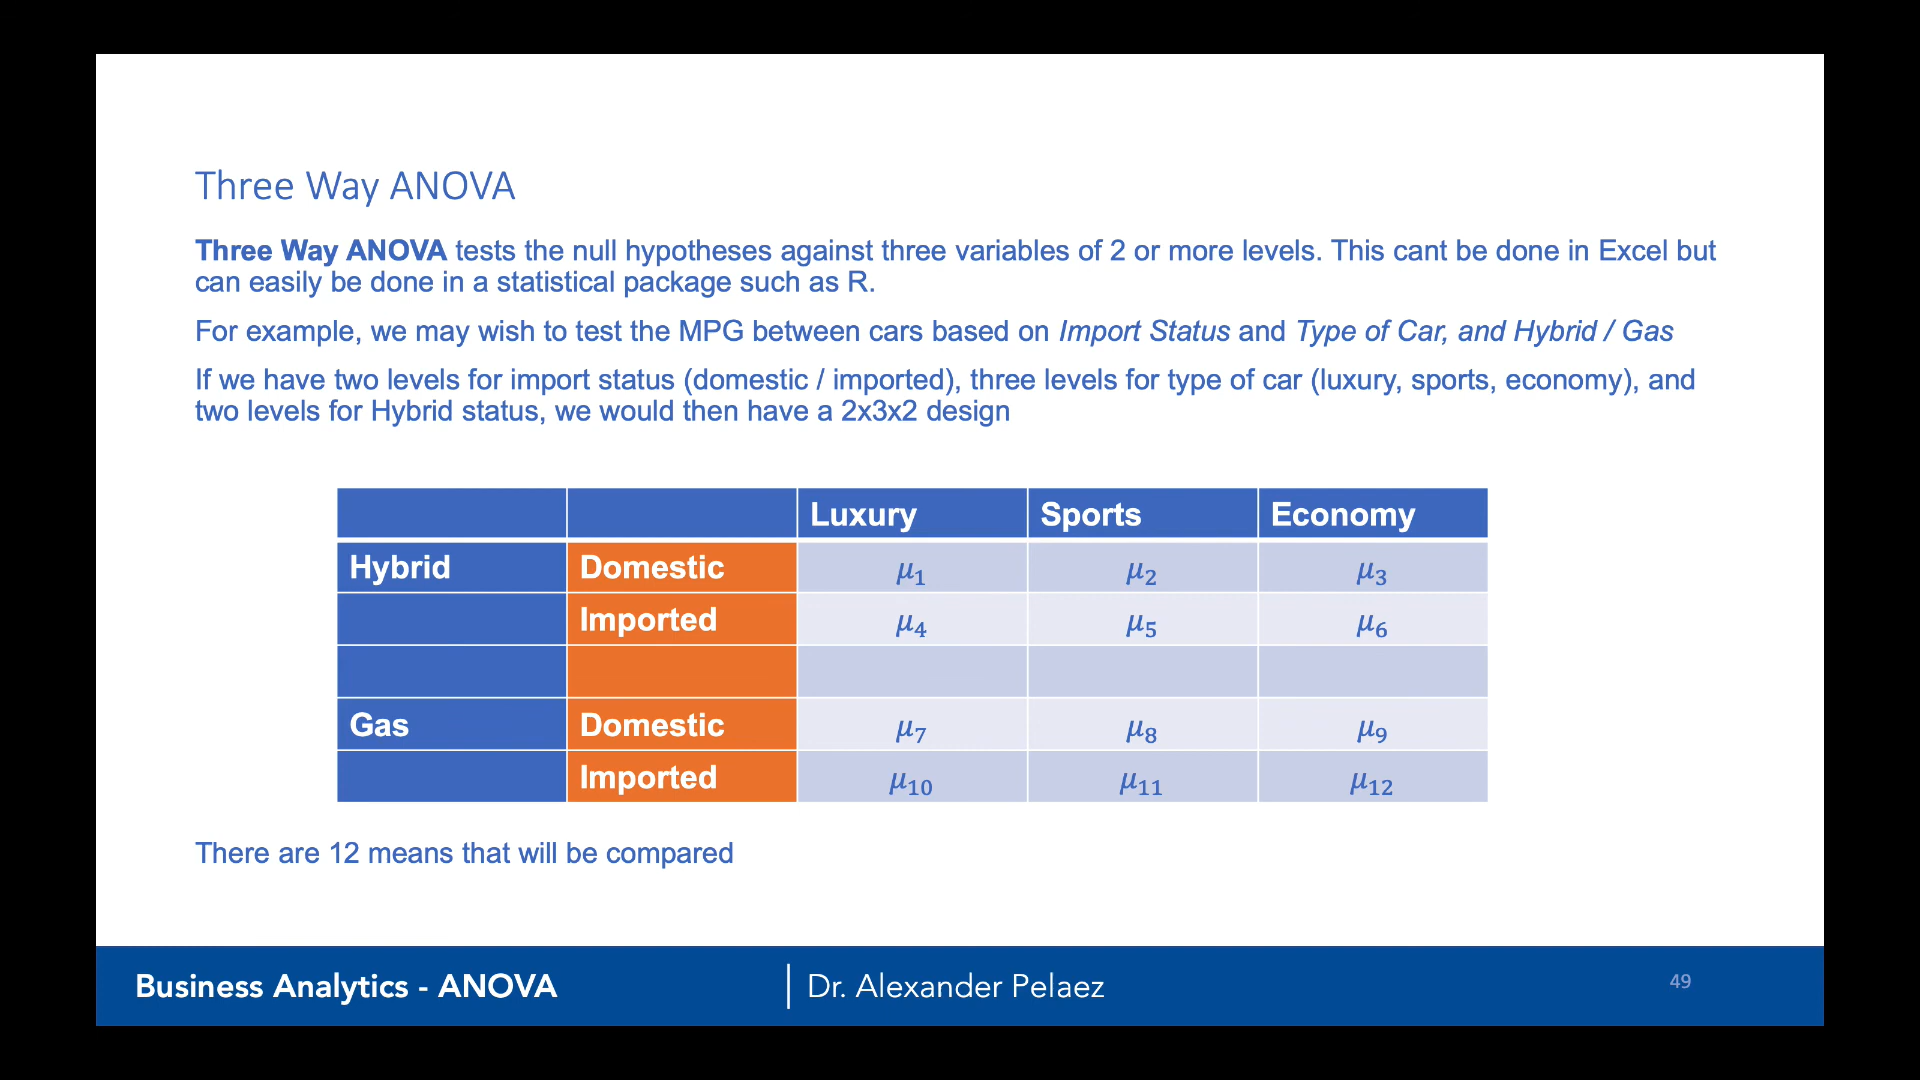 Three Way ANOVA
Three Way ANOVA tests the null hypotheses against three variables of 2 or more levels. This cant be done in Excel but
can easily be done in a statistical package such as R.
For example, we may wish to test the MPG between cars based on Import Status and Type of Car, and Hybrid / Gas
If we have two levels for import status (domestic / imported), three levels for type of car (luxury, sports, economy), and
two levels for Hybrid status, we would then have a 2x3x2 design
Luxury Sports Economy
Hybrid Domestic μ₁ μ₂ μ₃
Imported μ₄ μ₅ μ₆
Gas Domestic μ₇ μ₈ μ₉
Imported μ₁₀ μ₁₁ μ₁₂
There are 12 means that will be compared
Business Analytics - ANOVA | Dr. Alexander Pelaez 49